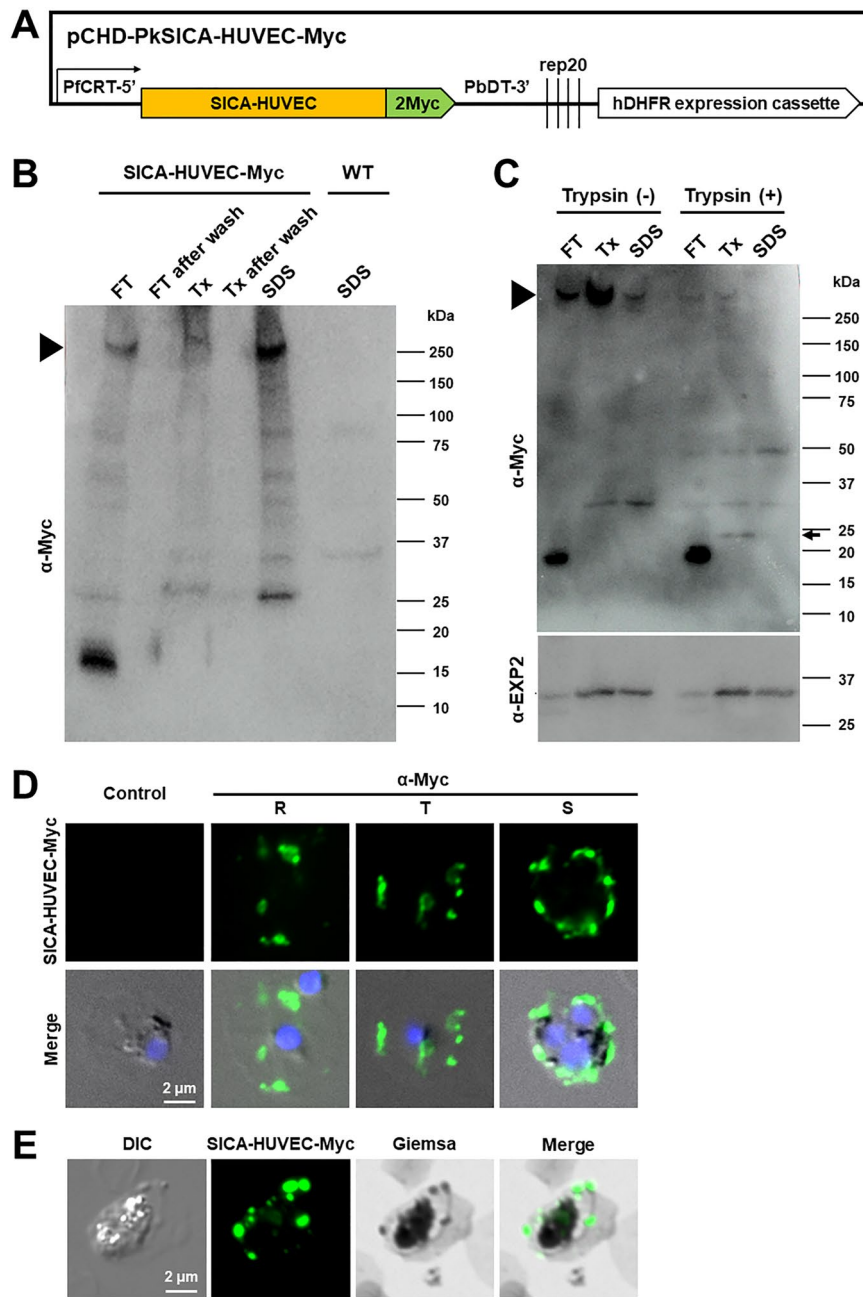 A
pCHD-PkSICA-HUVEC-Myc
PfCRT-5’
SICA-HUVEC
2Myc
PbDT-3’
rep20
hDHFR expression cassette
B
SICA-HUVEC-Myc
WT
FT
FT after wash
Tx
Tx after wash
SDS
SDS
α-Myc
kDa
250
150
100
75
50
37
25
20
15
10
C
Trypsin (-)
Trypsin (+)
FT
Tx
SDS
FT
Tx
SDS
α-Myc
kDa
250
150
100
75
50
37
25
20
15
10
α-EXP2
37
25
D
Control
α-Myc
R
T
S
SICA-HUVEC-Myc
Merge
2 μm
E
DIC
SICA-HUVEC-Myc
Giemsa
Merge
2 μm